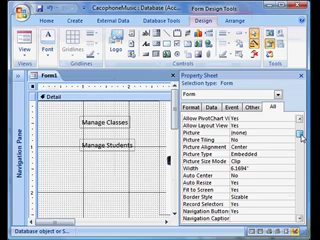 CacophoneMusic : Database (Acc...
Form Design Tools
Home
Create
External Data
Database Tools
Design
Arrange
Views
Font
Gridlines
Logo
Controls
Tools
Gridlines
Controls
Form1
Detail
Manage Classes
Manage Students
Navigation Pane
Property Sheet
Selection type: Form
Form
Format
Data
Event
Other
All
Allow PivotChart Vi Yes
Allow Layout View Yes
Picture (none)
Picture Tiling No
Picture Alignment Center
Picture Type Embedded
Picture Size Mode Clip
Width 6.1694"
Auto Center No
Auto Resize Yes
Fit to Screen Yes
Border Style Sizable
Record Selectors Yes
Navigation Button Yes
Navigation Caption
Database object or S...